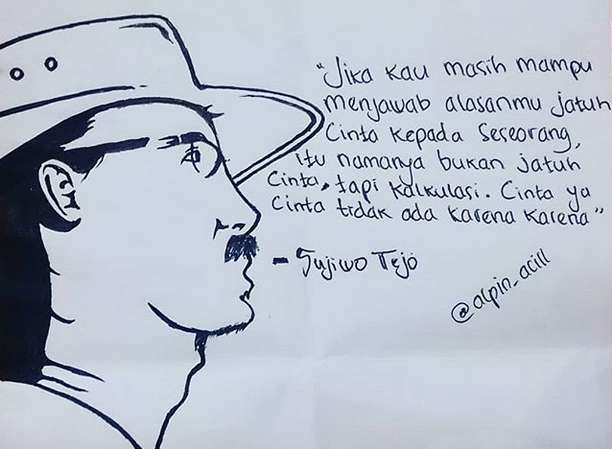 "Jika kau masih mampu
menjawab alasanmu jatuh
Cinta kepada Seseorang,
itu namanya bukan jatuh
Cinta, tapi kalkulasi. Cinta ya
Cinta tidak ada karena karena"
- Sujiwo Tejo
@alpin_acill